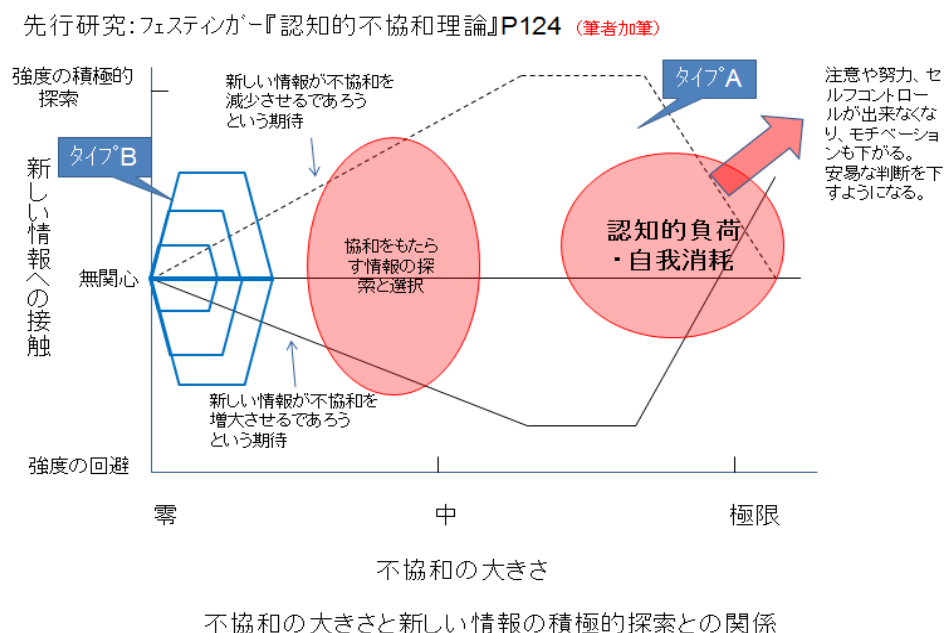 先行研究：フェスティンガー『認知的不協和理論』P124 （筆者加筆）
強度の積極的
探索
新しい情報が不協和を
減少させるであろう
という期待
タイプA
注意や努力、セ
ルフコントロー
ルが出来なくな
り、モチベーショ
ンも下がる。
安易な判断を下
すようになる。
タイプB
新しい情報への接触
協和をもたら
す情報の探
索と選択
認知的負荷
・自我消耗
無関心
新しい情報が不協和を
増大させるであろう
という期待
強度の回避
零
中
極限
不協和の大きさ
不協和の大きさと新しい情報の積極的探索との関係